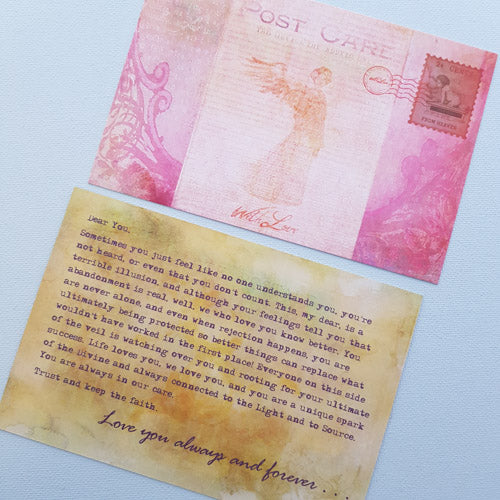 POST CARD
24 CENTS
FROM HEAVEN
With Love
Dear You,
Sometimes you just feel like no one understands you, you're
not heard, or even that you don't count. This, my dear, is a
terrible illusion, and although your feelings tell you that
abandonment is real, well, we who love you know better. You
are never alone, and even when rejection happens, you are
ultimately being protected so better things can replace what
wouldn't have worked in the first place! Everyone on this side
of the veil is watching over you and rooting for your ultimate
success. Life loves you, we love you, and you are a unique spark
of the Divine and always connected to the Light and to Source.
You are always in our care.
Trust and keep the faith.
Love you always and forever . . .